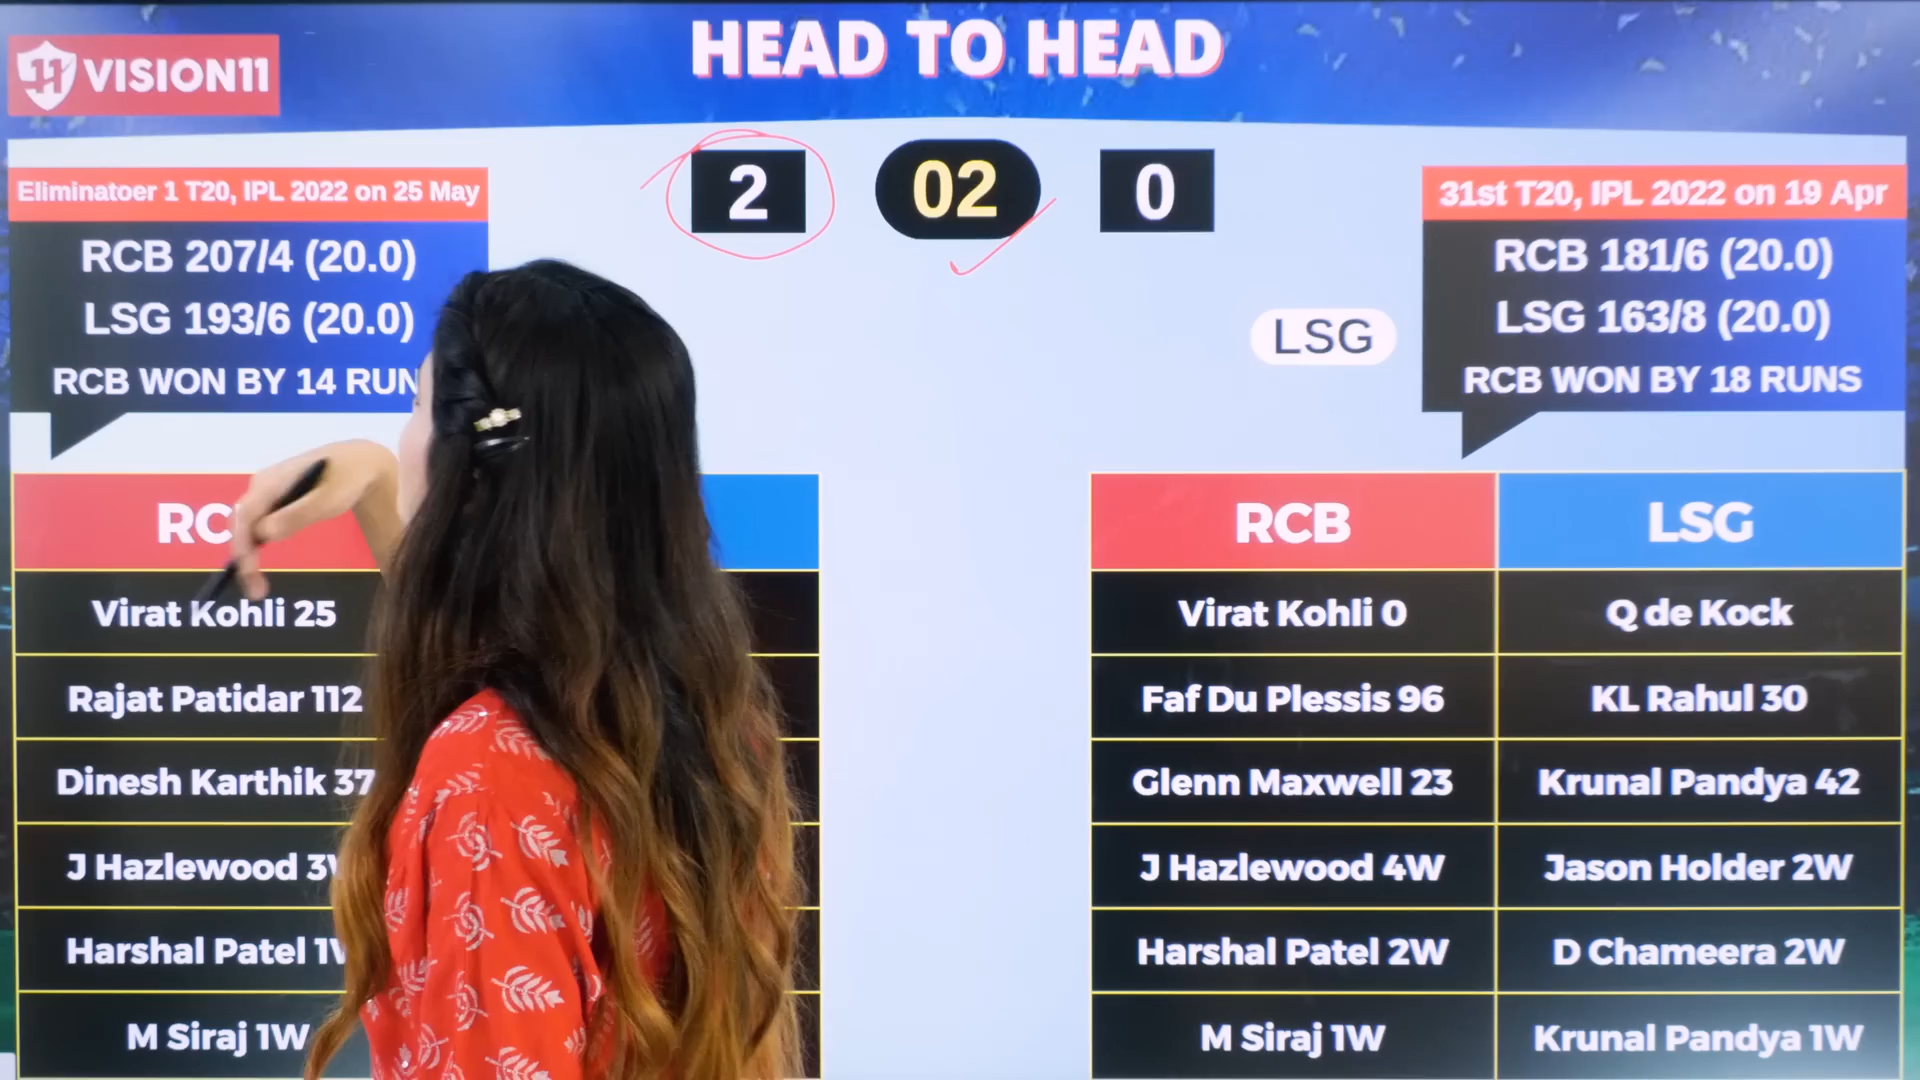 HEAD TO HEAD
VISION11
2 02 0
Eliminatoer 1 T20, IPL 2022 on 25 May
RCB 207/4 (20.0)
LSG 193/6 (20.0)
RCB WON BY 14
31st T20, IPL 2022 on 19 Apr
RCB 181/6 (20.0)
LSG 163/8 (20.0)
RCB WON BY 18 RUNS
LSG
Virat Kohli 25
Rajat Patidar 112
Dinesh Karthik 37
J Hazlewood
Harshal Patel
M Siraj 1W
RCB LSG
Virat Kohli 0 Q de Kock
Faf Du Plessis 96 KL Rahul 30
Glenn Maxwell 23 Krunal Pandya 42
J Hazlewood 4W Jason Holder 2W
Harshal Patel 2W D Chameera 2W
M Siraj 1W Krunal Pandya 1W